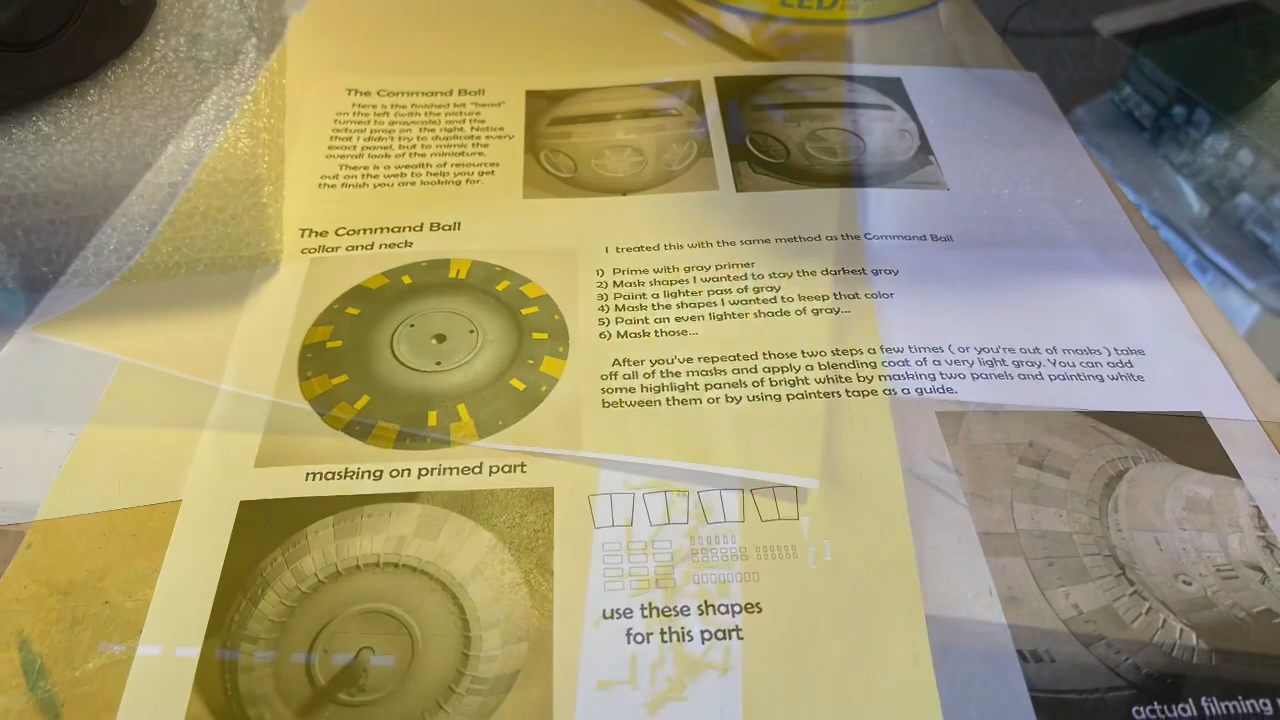 LED
The Command Ball
Here is the finished kit "head"
on the left (with the picture
turned to grayscale) and the
actual prop on the right. Notice
that I didn't try to duplicate every
exact panel, but to mimic the
overall look of the miniature.
There is a wealth of resources
out on the web to help you get
the finish you are looking for.
The Command Ball
collar and neck
I treated this with the same method as the Command Ball
1) Prime with gray primer
2) Mask shapes I wanted to stay the darkest gray
3) Paint a lighter pass of gray
4) Mask the shapes I wanted to keep that color
5) Paint an even lighter shade of gray...
6) Mask those...
After you've repeated those two steps a few times ( or you're out of masks ) take
off all of the masks and apply a blending coat of a very light gray. You can add
some highlight panels of bright white by masking two panels and painting white
between them or by using painters tape as a guide.
masking on primed part
use these shapes
for this part
actual filming